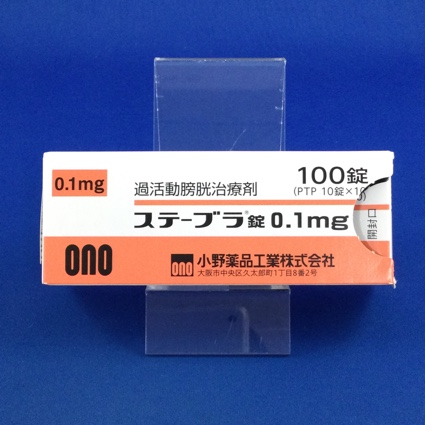 0.1mg
過活動膀胱治療剤
100錠
(PTP 10錠×10)
ステーブラ®錠 0.1mg
開封口
ono
ono 小野薬品工業株式会社
大阪市中央区久太郎町1丁目8番2号